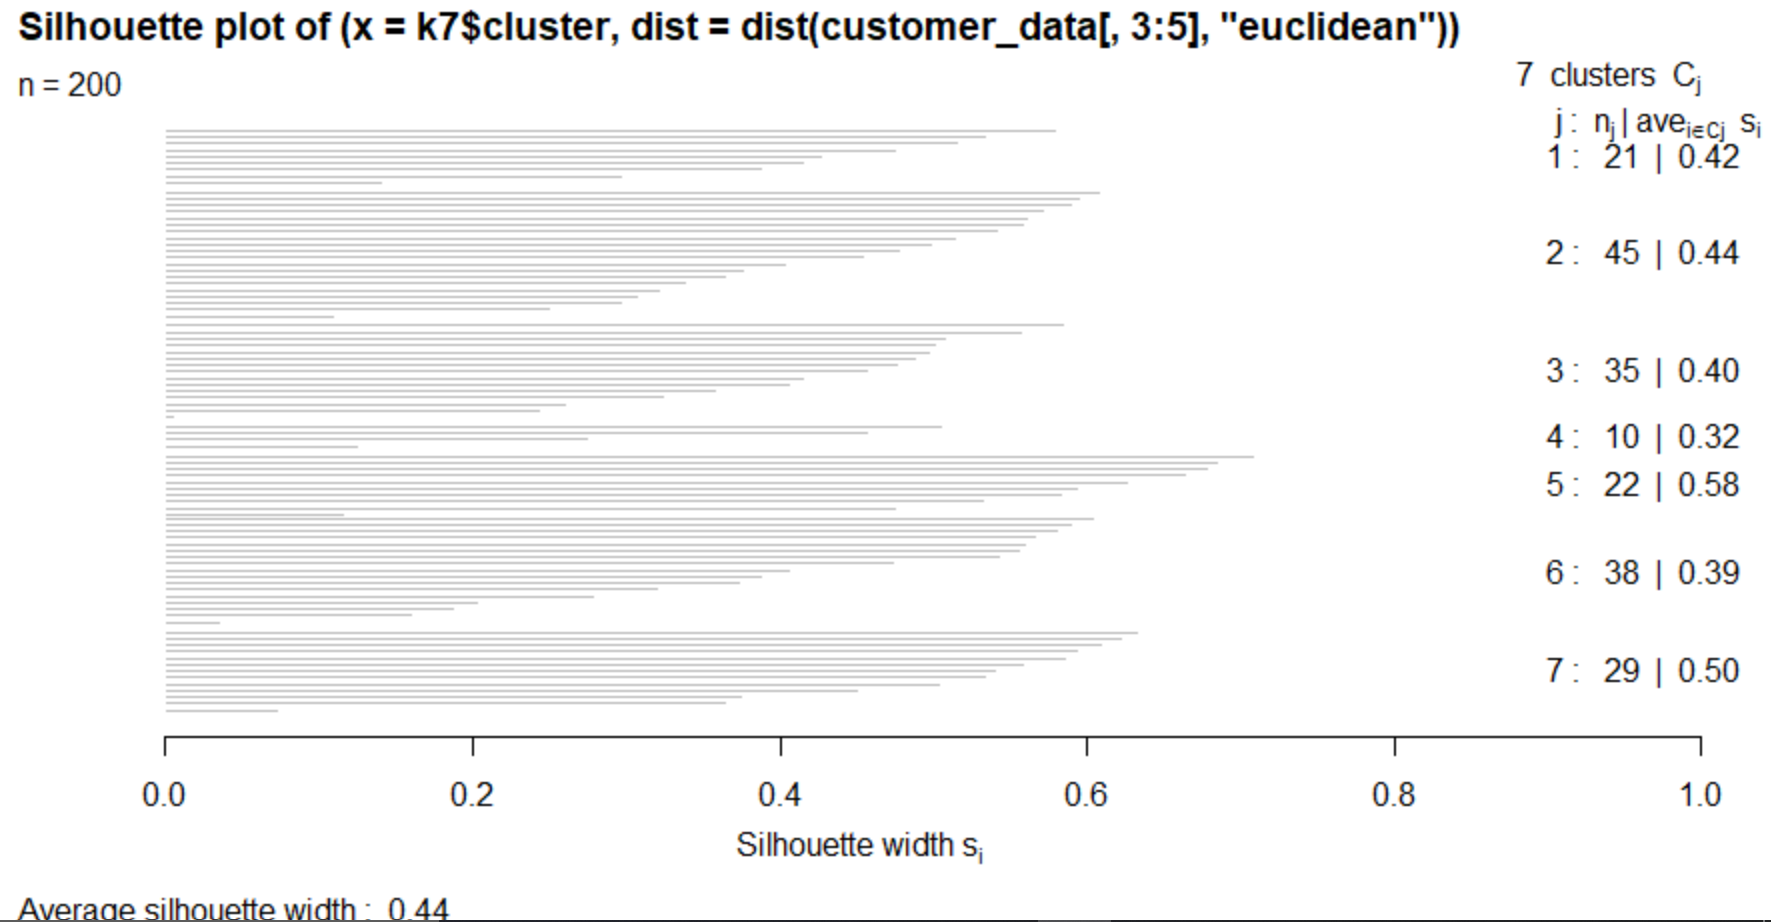 Silhouette plot of (x = k7$cluster, dist = dist(customer_data[, 3:5], "euclidean"))
n = 200
7 clusters Cj
j : nj | avei∈Cj si
1 : 21 | 0.42
2 : 45 | 0.44
3 : 35 | 0.40
4 : 10 | 0.32
5 : 22 | 0.58
6 : 38 | 0.39
7 : 29 | 0.50
0.0 0.2 0.4 0.6 0.8 1.0
Silhouette width si
Average silhouette width : 0.44